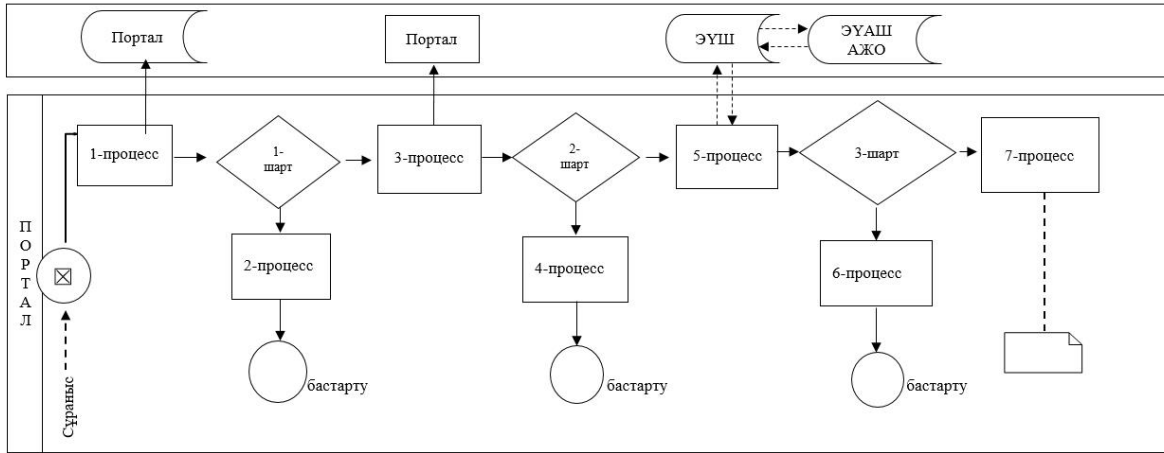 Портал
Портал
ЭҮШ
ЭҮАШ
АЖО
1-процесс
1-
шарт
3-процесс
2-
шарт
5-процесс
3-шарт
7-процесс
ПОРТАЛ
2-процесс
4-процесс
6-процесс
бастарту
бастарту
бастарту
Сұраныс